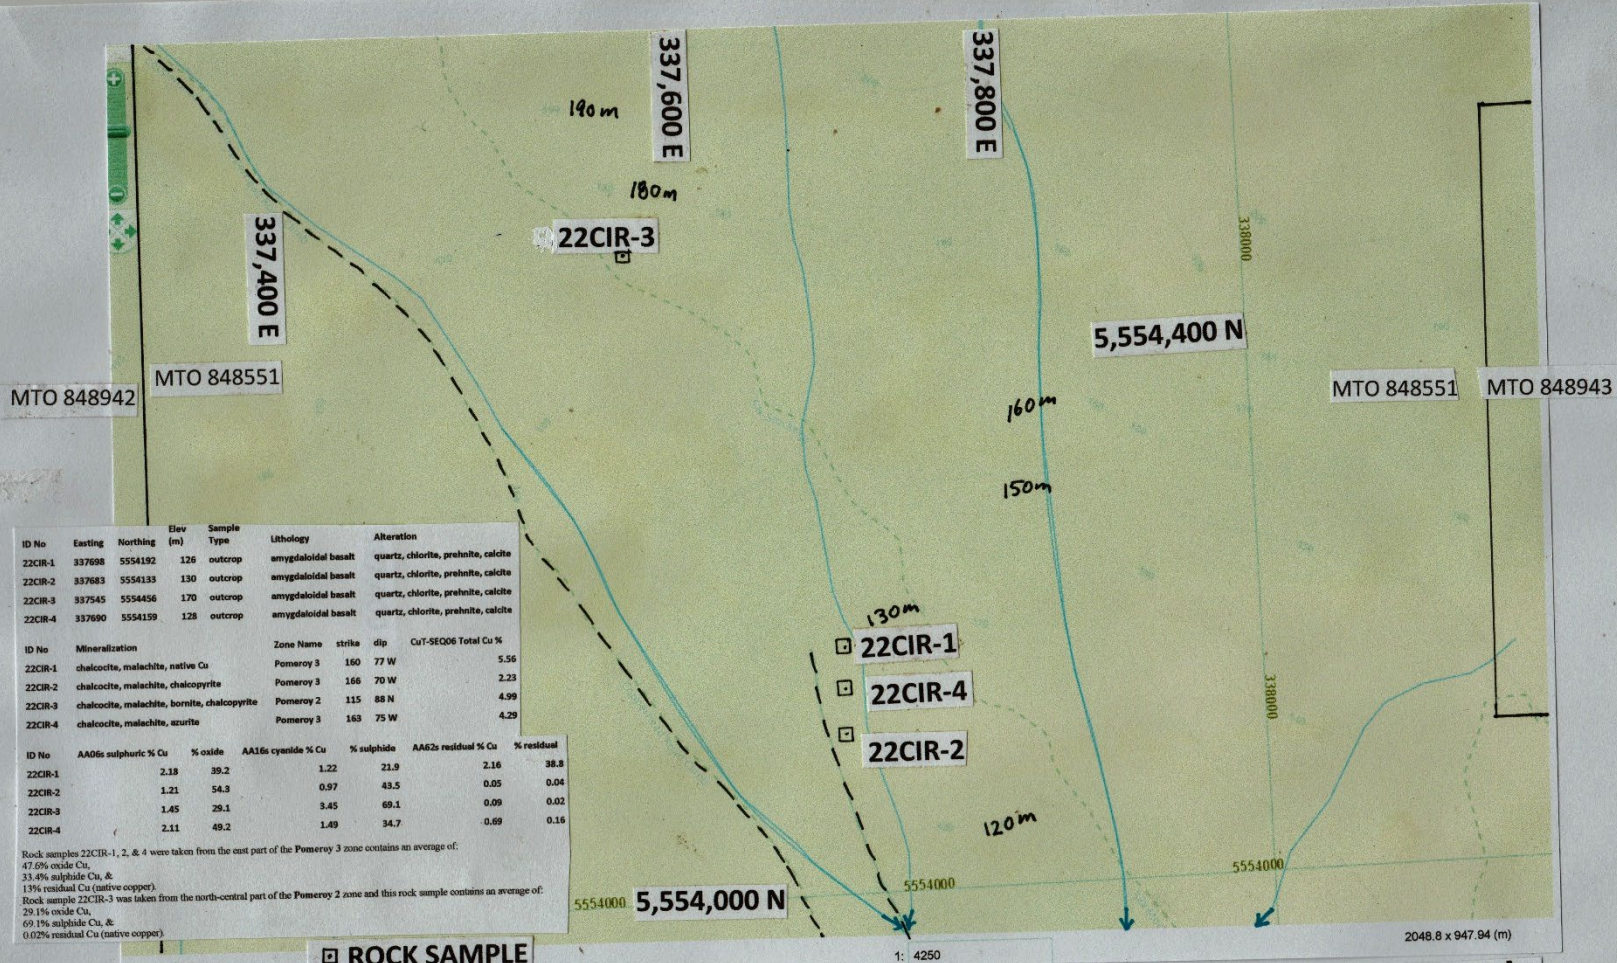 337,600 E
337,800 E
190 m
180m
22CIR-3
337,400 E
338000
5,554,400 N
MTO 848942
MTO 848551
MTO 848551
MTO 848943
160m
150m
130m
22CIR-1
22CIR-4
22CIR-2
338000
120m
5554000
5554000
5554000
5,554,000 N
ID No Easting Northing Elev (m) Sample Type Lithology Alteration
22CIR-1 337698 5554192 126 outcrop amygdaloidal basalt quartz, chlorite, prehnite, calcite
22CIR-2 337683 5554133 130 outcrop amygdaloidal basalt quartz, chlorite, prehnite, calcite
22CIR-3 337545 5554456 170 outcrop amygdaloidal basalt quartz, chlorite, prehnite, calcite
22CIR-4 337690 5554159 128 outcrop amygdaloidal basalt quartz, chlorite, prehnite, calcite
ID No Mineralization Zone Name strike dip CuT-SEQ06 Total Cu %
22CIR-1 chalcocite, malachite, native Cu Pomeroy 3 160 77 W 5.56
22CIR-2 chalcocite, malachite, chalcopyrite Pomeroy 3 166 70 W 2.23
22CIR-3 chalcocite, malachite, bornite, chalcopyrite Pomeroy 2 115 88 N 4.99
22CIR-4 chalcocite, malachite, azurite Pomeroy 3 163 75 W 4.29
ID No AA06s sulphuric % Cu % oxide AA16s cyanide % Cu % sulphide AA62s residual % Cu % residual
22CIR-1 2.18 39.2 1.22 21.9 2.16 38.8
22CIR-2 1.21 54.3 0.97 43.5 0.05 0.04
22CIR-3 1.45 29.1 3.45 69.1 0.09 0.02
22CIR-4 2.11 49.2 1.49 34.7 0.69 0.16
Rock samples 22CIR-1, 2, & 4 were taken from the east part of the Pomeroy 3 zone contains an average of:
47.6% oxide Cu,
33.4% sulphide Cu, &
13% residual Cu (native copper).
Rock sample 22CIR-3 was taken from the north-central part of the Pomeroy 2 zone and this rock sample contains an average of:
29.1% oxide Cu,
69.1% sulphide Cu, &
0.02% residual Cu (native copper).
ROCK SAMPLE
1: 4250
2048.8 x 947.94 (m)